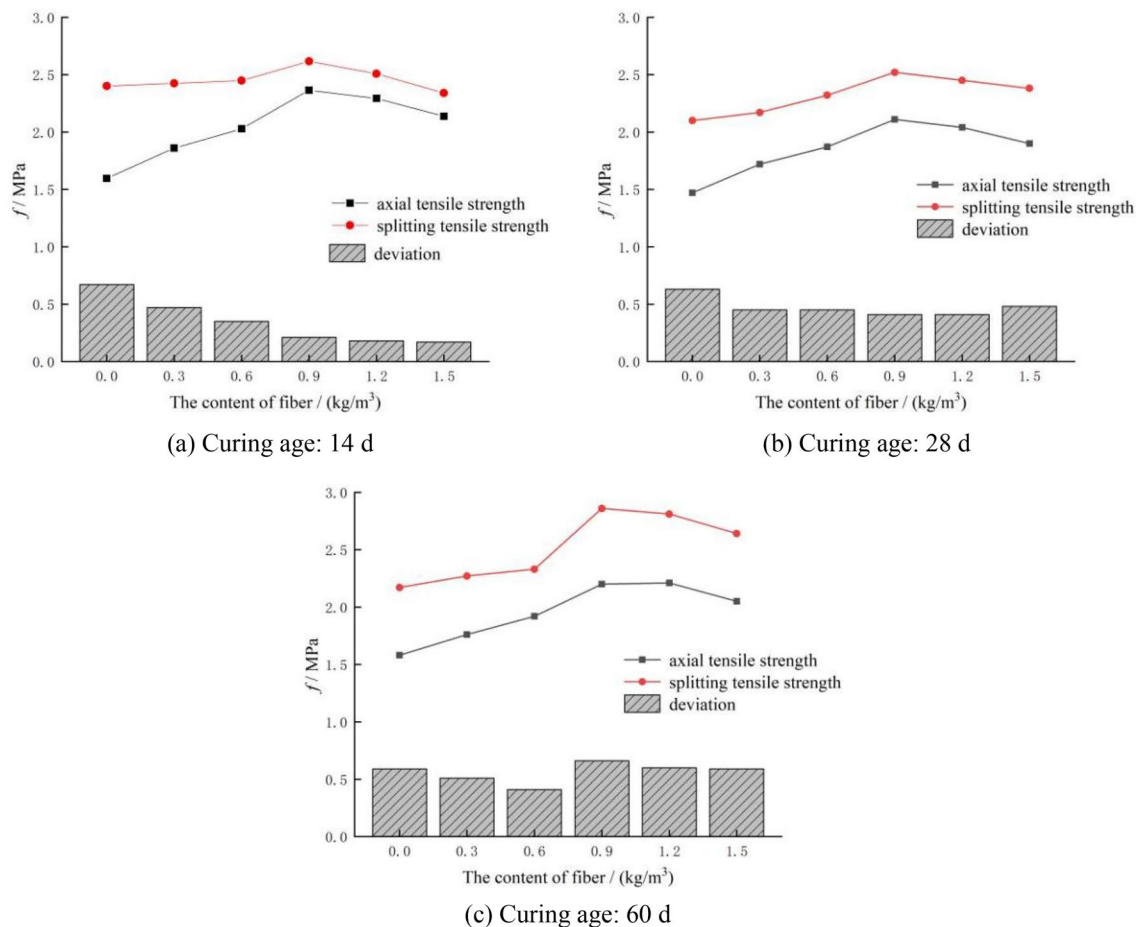 3.0
2.5
2.0
1.5
1.0
0.5
0.0
f / MPa
axial tensile strength
splitting tensile strength
deviation
0.0 0.3 0.6 0.9 1.2 1.5
The content of fiber / (kg/m³)
(a) Curing age: 14 d
3.0
2.5
2.0
1.5
1.0
0.5
0.0
f / MPa
axial tensile strength
splitting tensile strength
deviation
0.0 0.3 0.6 0.9 1.2 1.5
The content of fiber / (kg/m³)
(b) Curing age: 28 d
3.0
2.5
2.0
1.5
1.0
0.5
0.0
f / MPa
axial tensile strength
splitting tensile strength
deviation
0.0 0.3 0.6 0.9 1.2 1.5
The content of fiber / (kg/m³)
(c) Curing age: 60 d